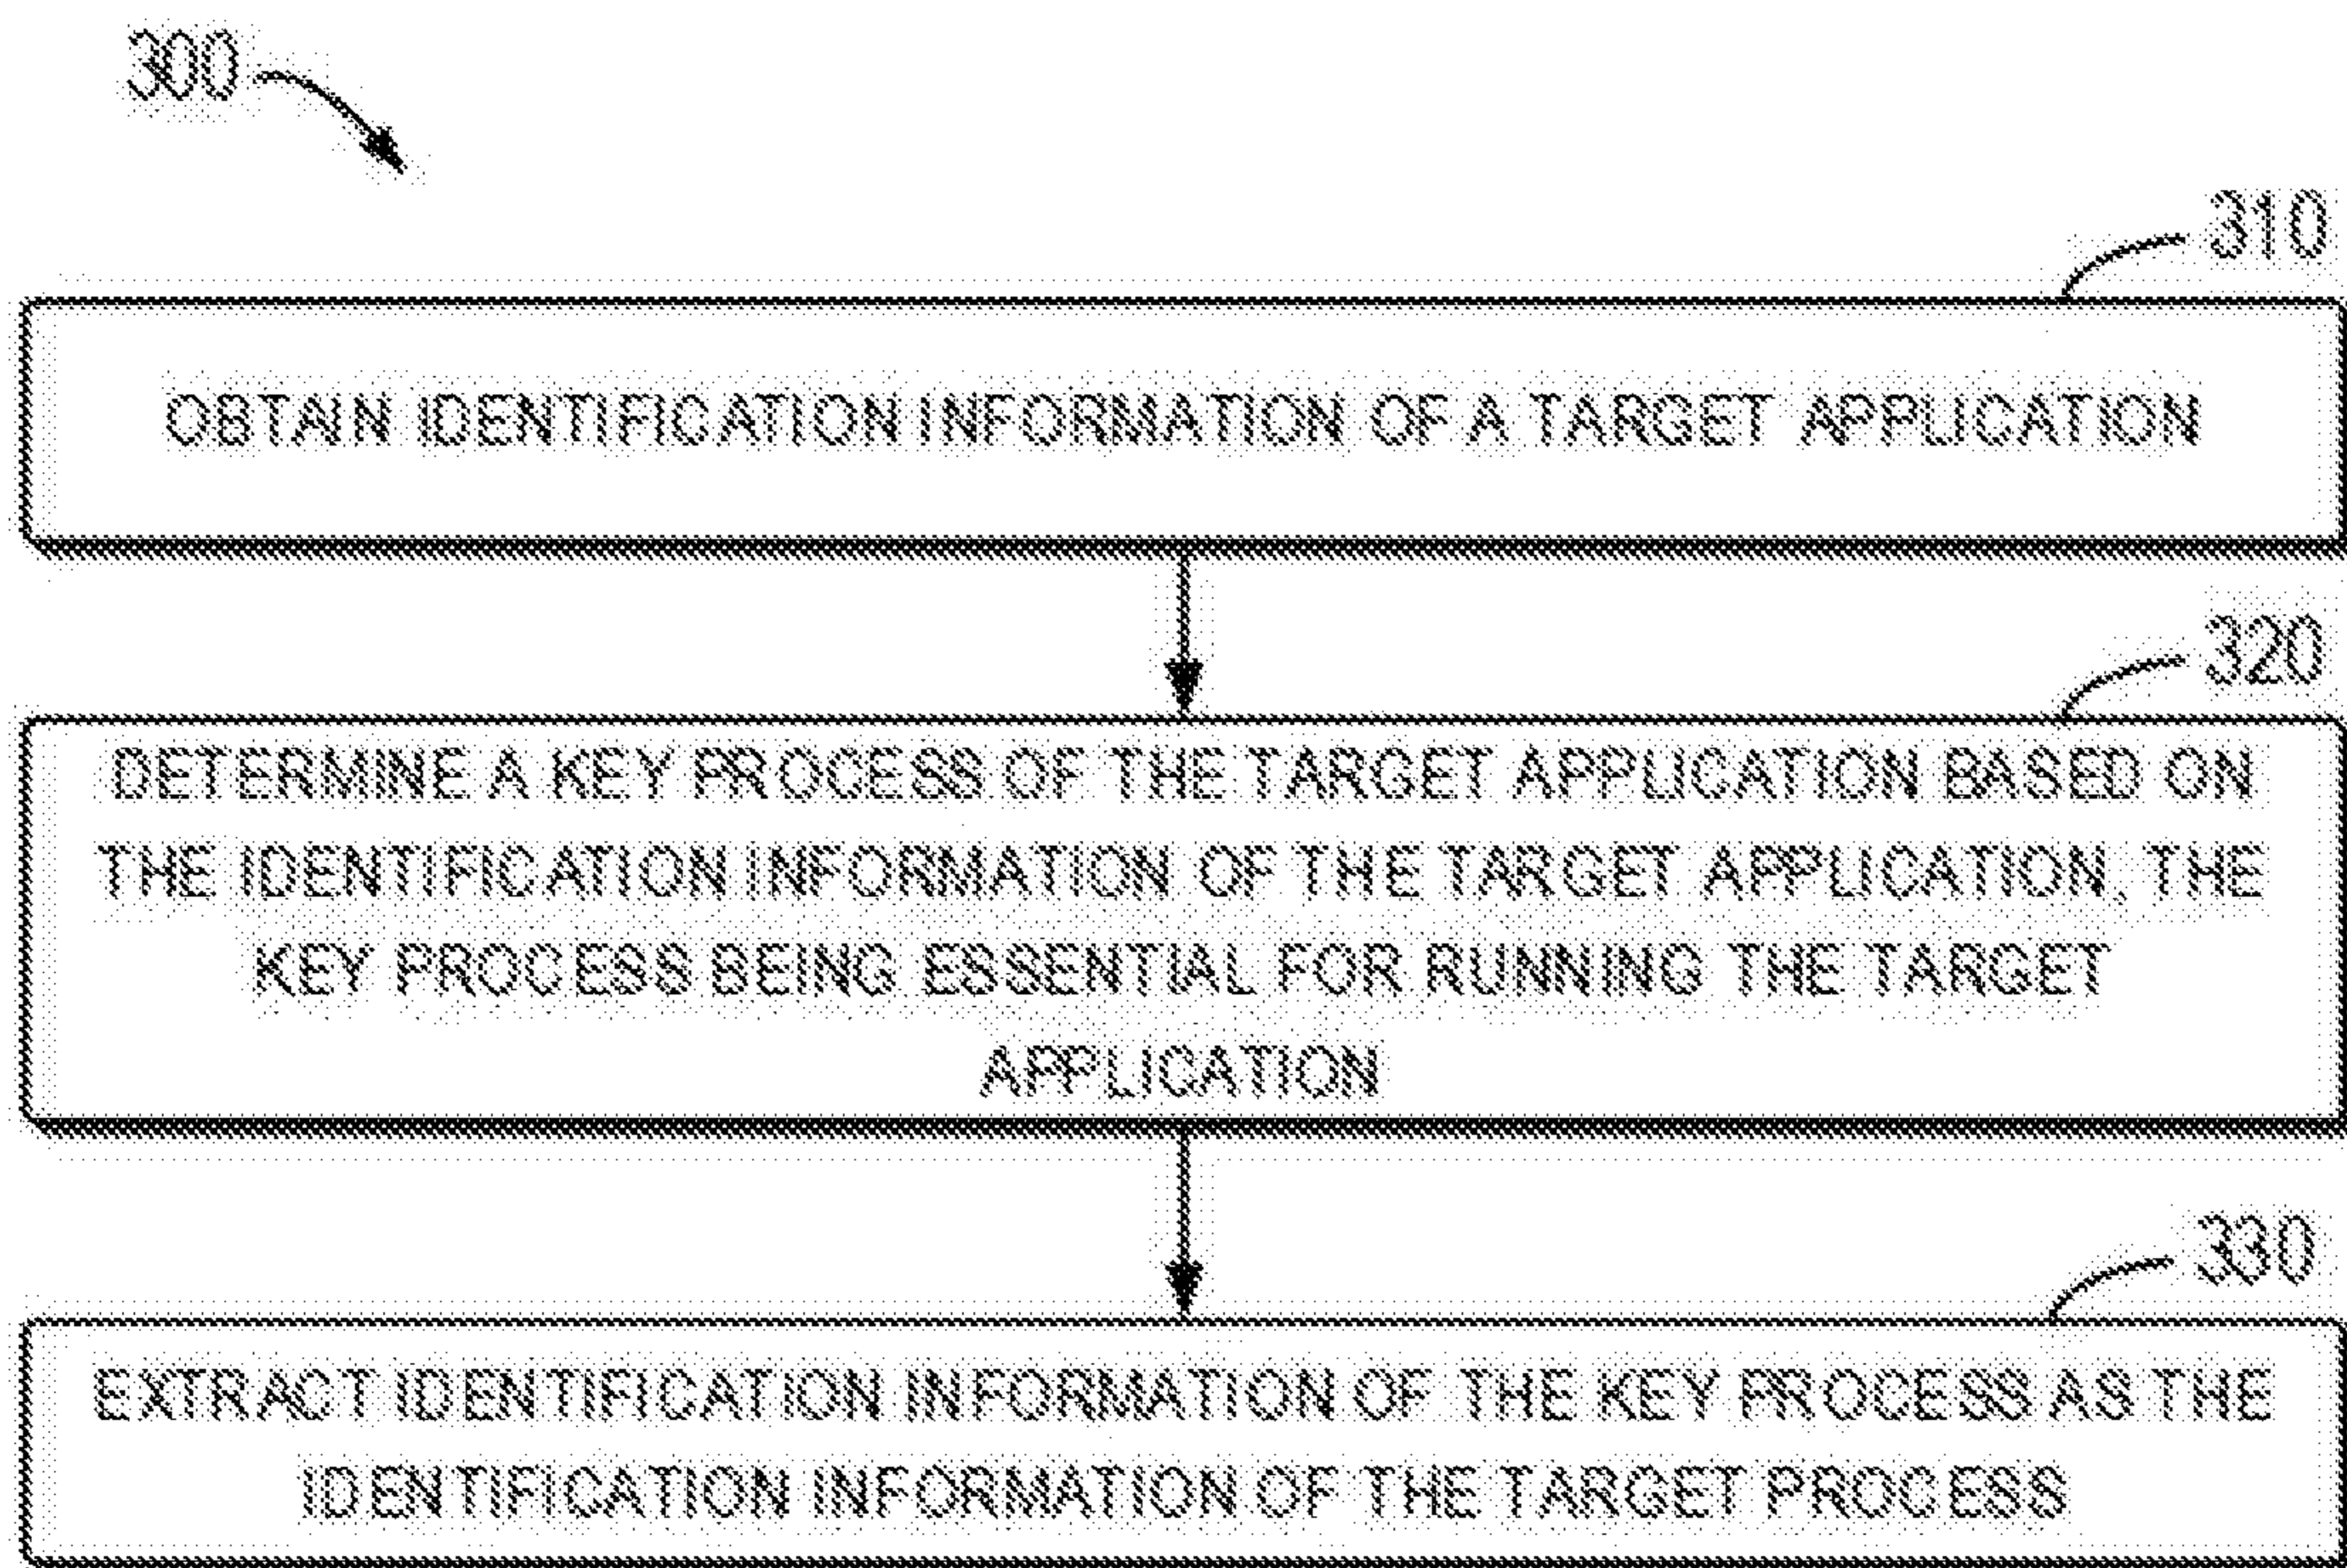 300
310
OBTAIN IDENTIFICATION INFORMATION OF A TARGET APPLICATION
320
DETERMINE A KEY PROCESS OF THE TARGET APPLICATION BASED ON
THE IDENTIFICATION INFORMATION OF THE TARGET APPLICATION, THE
KEY PROCESS BEING ESSENTIAL FOR RUNNING THE TARGET
APPLICATION
330
EXTRACT IDENTIFICATION INFORMATION OF THE KEY PROCESS AS THE
IDENTIFICATION INFORMATION OF THE TARGET PROCESS